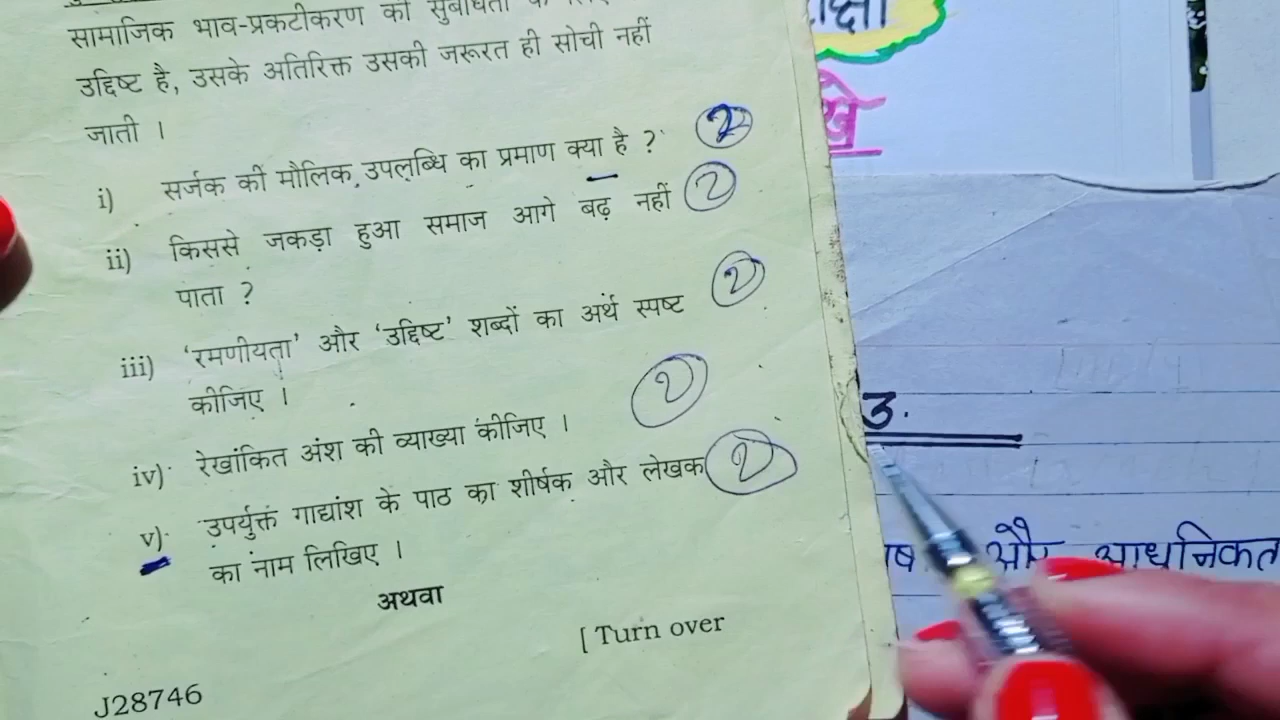 सामाजिक भाव-प्रकटीकरण की सुबोधता के लिए
उद्दिष्ट है, उसके अतिरिक्त उसकी जरूरत ही सोची नहीं
जाती ।
i) सर्जक की मौलिक उपलब्धि का प्रमाण क्या है ? 2
ii) किससे जकड़ा हुआ समाज आगे बढ़ नहीं 2
पाता ?
iii) 'रमणीयता' और 'उद्दिष्ट' शब्दों का अर्थ स्पष्ट 2
कीजिए ।
iv) रेखांकित अंश की व्याख्या कीजिए । 2
v) उपर्युक्त गाद्यांश के पाठ का शीर्षक और लेखक 2
का नाम लिखिए ।
अथवा
[ Turn over
J28746
उ.
और आधुनिकत